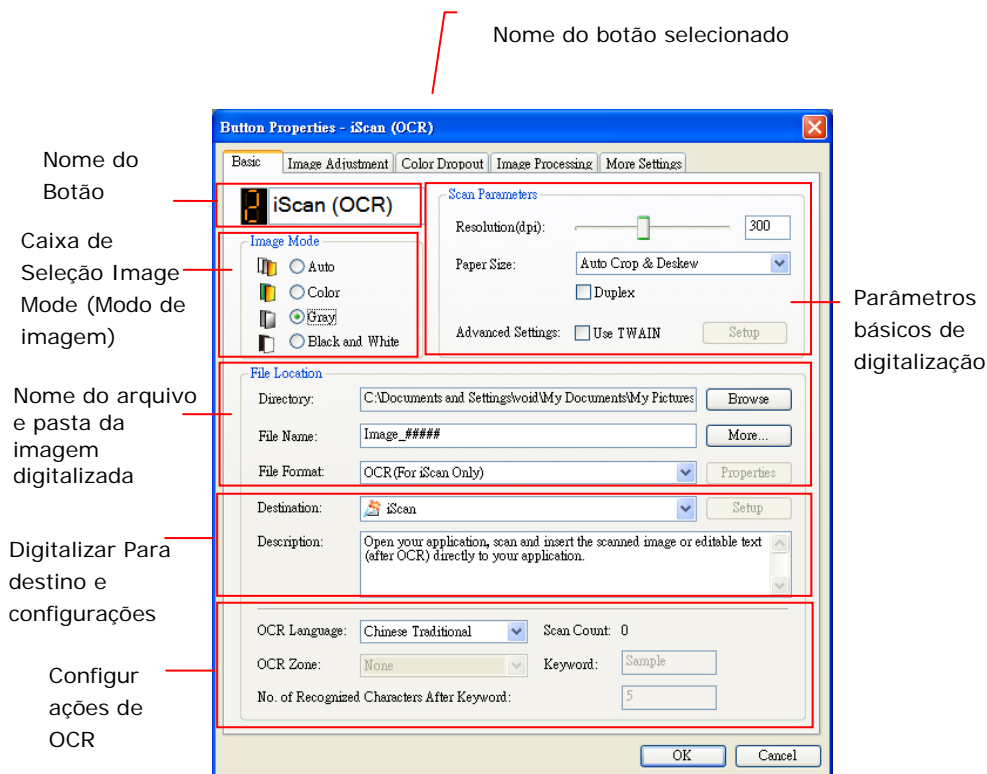 Nome do botão selecionado
Button Properties - iScan (OCR)
Nome do
Botão
Basic
Image Adjustment
Color Dropout
Image Processing
More Settings
2
iScan (OCR)
Scan Parameters
Resolution(dpi):
300
Paper Size:
Auto Crop & Deskew
Duplex
Advanced Settings:
Use TWAIN
Setup
Caixa de
Seleção Image
Mode (Modo de
imagem)
Image Mode
Auto
Color
Gray
Black and White
Parâmetros
básicos de
digitalização
Nome do arquivo
e pasta da
imagem
digitalizada
File Location
Directory:
C:\Documents and Settings\void\My Documents\My Pictures
Browse
File Name:
Image_#####
More...
File Format:
OCR(For iScan Only)
Properties
Digitalizar Para
destino e
configurações
Destination:
iScan
Setup
Description:
Open your application, scan and insert the scanned image or editable text
(after OCR) directly to your application.
Configur
ações de
OCR
OCR Language:
Chinese Traditional
Scan Count: 0
OCR Zone:
None
Keyword:
Sample
No. of Recognized Characters After Keyword:
5
OK
Cancel